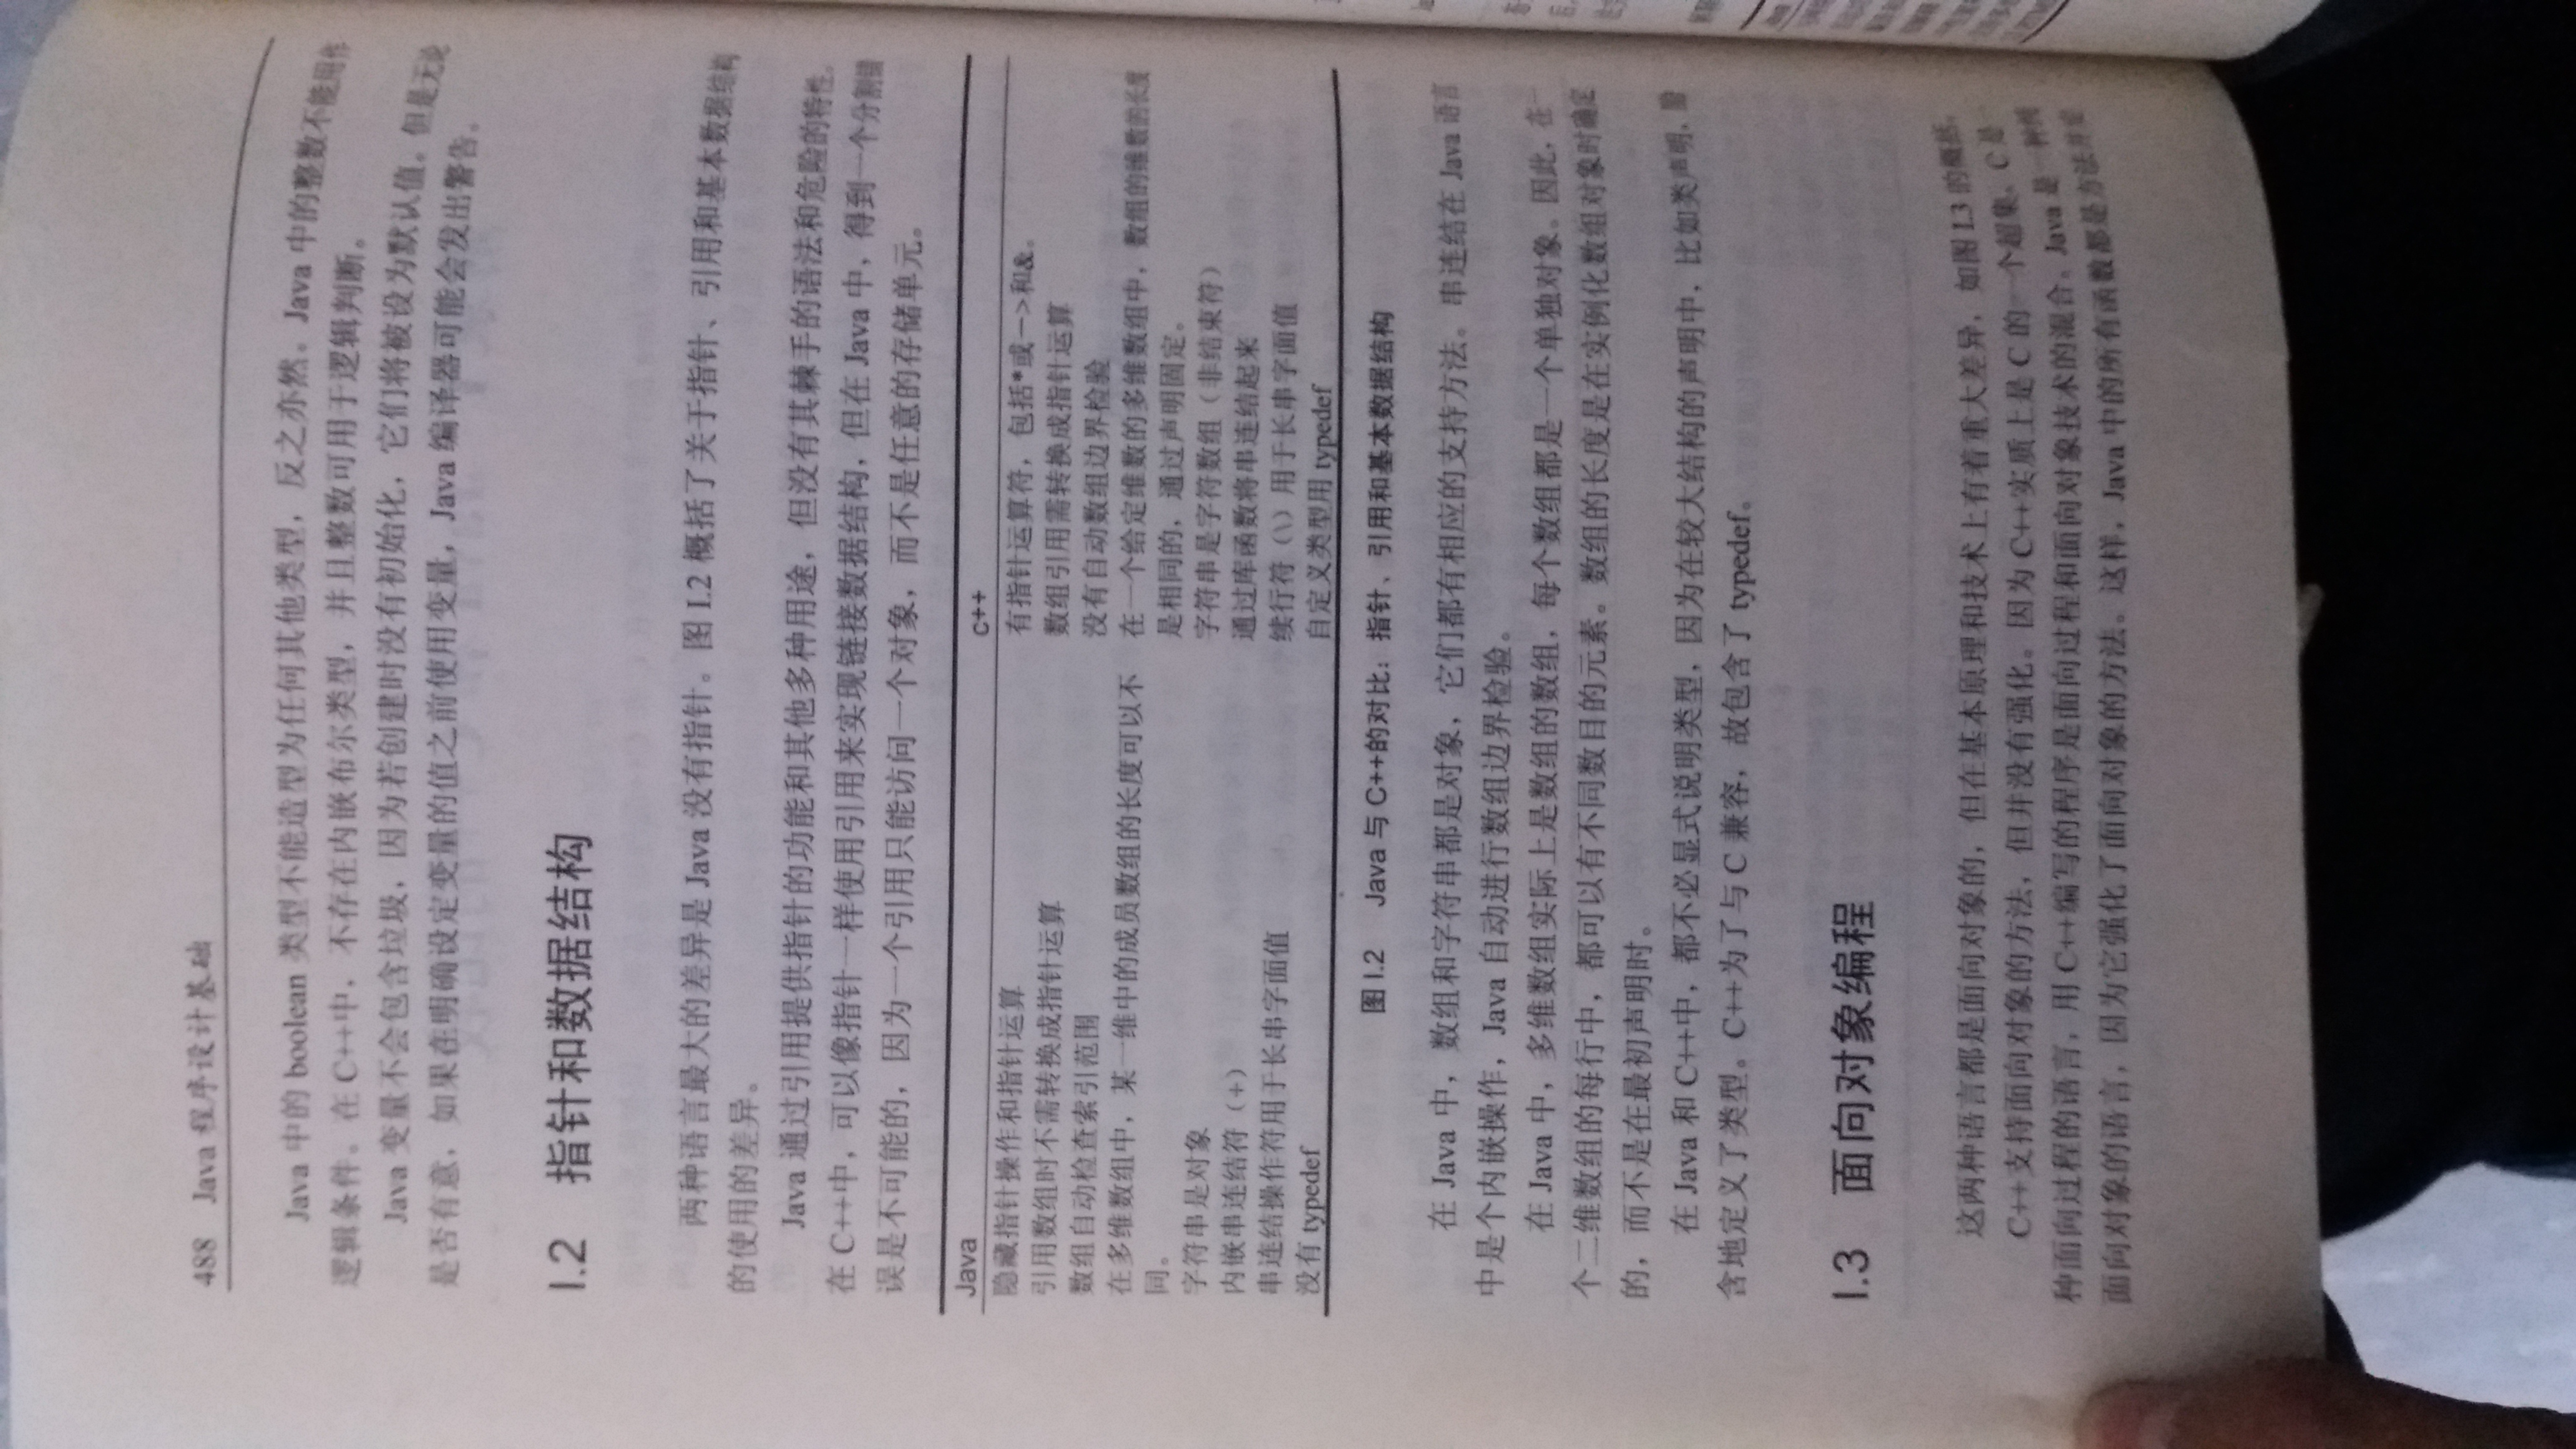 488 Java 程序设计基础
Java 中的 boolean 类型不能造型为任何其他类型，反之亦然。Java 中的整数不能用作
逻辑条件。在 C++中，不存在内嵌布尔类型，并且整数可用于逻辑判断。
Java 变量不会包含垃圾，因为若创建时没有初始化，它们将被设为默认值。但是无论
是否有意，如果在明确设定变量的值之前使用变量，Java 编译器可能会发出警告。
I.2 指针和数据结构
两种语言最大的差异是 Java 没有指针。图 I.2 概括了关于指针、引用和基本数据结构
的使用的差异。
Java 通过引用提供指针的功能和其他多种用途，但没有其棘手的语法和危险的特性。
在 C++中，可以像指针一样使用引用来实现链接数据结构，但在 Java 中，得到一个分割错
误是不可能的，因为一个引用只能访问一个对象，而不是任意的存储单元。
Java C++
隐藏指针操作和指针运算 有指针运算符，包括*或—>和&。
引用数组时不需转换成指针运算 数组引用需转换成指针运算
数组自动检查索引范围 没有自动数组边界检验
在多维数组中，某一维中的成员数组的长度可以不 在一个给定维数的多维数组中，数组的维数的长度
同。 是相同的，通过声明固定。
字符串是对象 字符串是字符数组（非结束符）
内嵌串连结符（+） 通过库函数将串连结起来
串连结操作符用于长串字面值 续行符（\）用于长串字面值
没有 typedef 自定义类型用 typedef
图 I.2 Java 与 C++的对比：指针、引用和基本数据结构
在 Java 中，数组和字符串都是对象，它们都有相应的支持方法。串连结在 Java 语言
中是个内嵌操作，Java 自动进行数组边界检验。
在 Java 中，多维数组实际上是数组的数组，每个数组都是一个单独对象。因此，在一
个二维数组的每行中，都可以有不同数目的元素。数组的长度是在实例化数组对象时确定
的，而不是在最初声明时。
在 Java 和 C++中，都不必显式说明类型，因为在较大结构的声明中，比如类声明，隐
含地定义了类型。C++为了与 C 兼容，故包含了 typedef。
I.3 面向对象编程
这两种语言都是面向对象的，但在基本原理和技术上有着重大差异，如图 I.3 的概括。
C++支持面向对象的方法，但并没有强化。因为 C++实质上是 C 的一个超集，C 是一
种面向过程的语言，用 C++编写的程序是面向过程和面向对象技术的混合。Java 是一种纯
面向对象的语言，因为它强化了面向对象的方法。这样，Java 中的所有函数都是方法并定